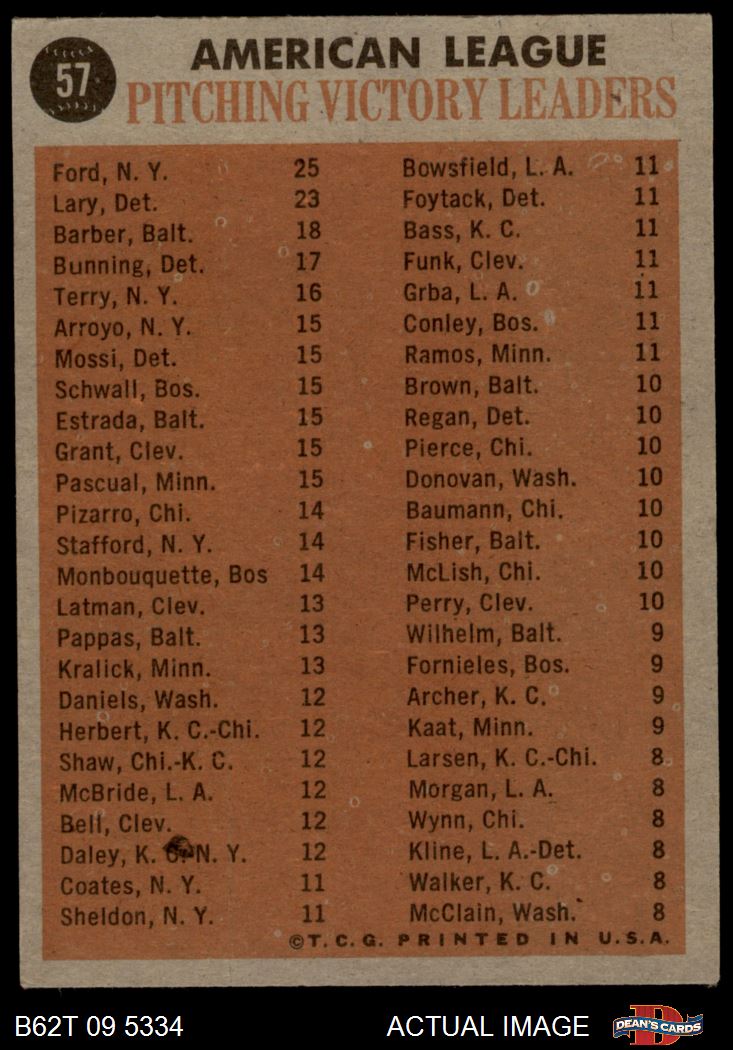 57
AMERICAN LEAGUE
PITCHING VICTORY LEADERS
Ford, N. Y. 25
Lary, Det. 23
Barber, Balt. 18
Bunning, Det. 17
Terry, N. Y. 16
Arroyo, N. Y. 15
Mossi, Det. 15
Schwall, Bos. 15
Estrada, Balt. 15
Grant, Clev. 15
Pascual, Minn. 15
Pizarro, Chi. 14
Stafford, N. Y. 14
Monbouquette, Bos 14
Latman, Clev. 13
Pappas, Balt. 13
Kralick, Minn. 13
Daniels, Wash. 12
Herbert, K. C.-Chi. 12
Shaw, Chi.-K. C. 12
McBride, L. A. 12
Bell, Clev. 12
Daley, K. C.-N. Y. 12
Coates, N. Y. 11
Sheldon, N. Y. 11
Bowsfield, L. A. 11
Foytack, Det. 11
Bass, K. C. 11
Funk, Clev. 11
Grba, L. A. 11
Conley, Bos. 11
Ramos, Minn. 11
Brown, Balt. 10
Regan, Det. 10
Pierce, Chi. 10
Donovan, Wash. 10
Baumann, Chi. 10
Fisher, Balt. 10
McLish, Chi. 10
Perry, Clev. 10
Wilhelm, Balt. 9
Fornieles, Bos. 9
Archer, K. C. 9
Kaat, Minn. 9
Larsen, K. C.-Chi. 8
Morgan, L. A. 8
Wynn, Chi. 8
Kline, L. A.-Det. 8
Walker, K. C. 8
McClain, Wash. 8
©T. C. G. PRINTED IN U.S.A.
B62T 09 5334 ACTUAL IMAGE
D
DEAN'S CARDS